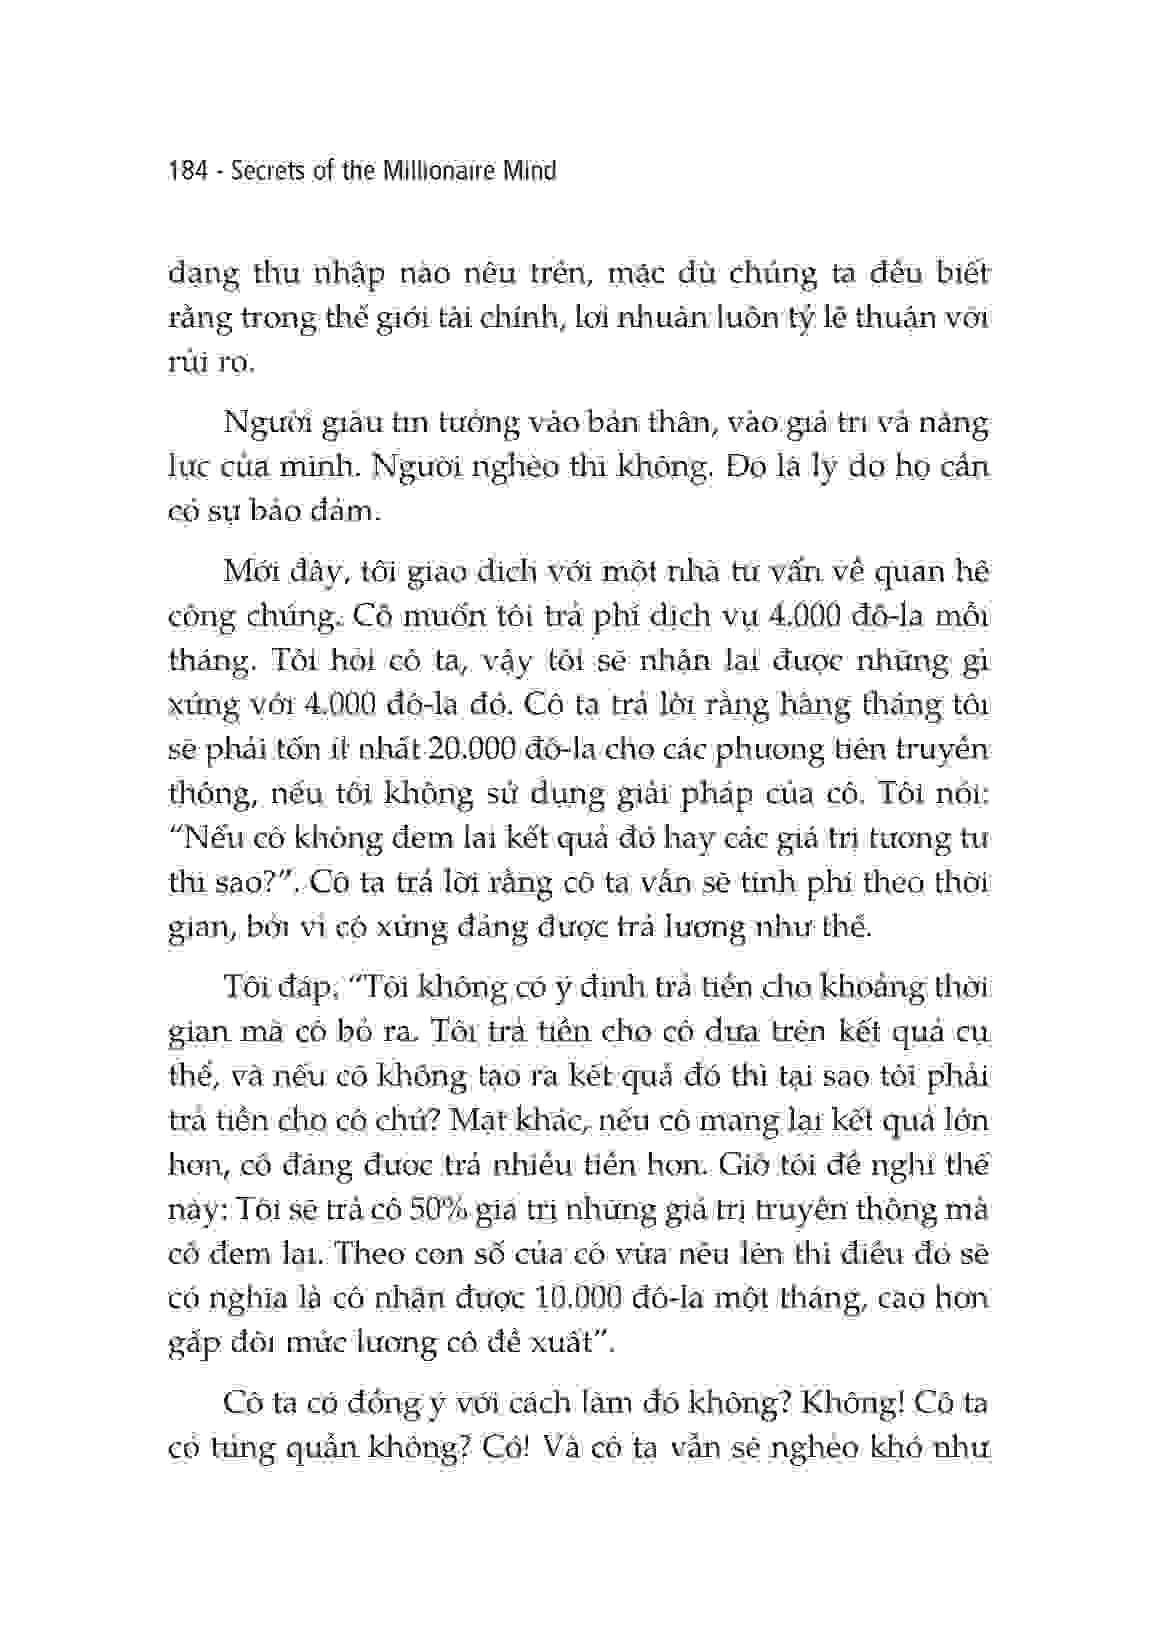 184 - Secrets of the Millionaire Mind
dạng thu nhập nào nêu trên, mặc dù chúng ta đều biết
rằng trong thế giới tài chính, lợi nhuận luôn tỷ lệ thuận với
rủi ro.
Người giàu tin tưởng vào bản thân, vào giá trị và năng
lực của mình. Người nghèo thì không. Đó là lý do họ cần
có sự bảo đảm.
Mới đây, tôi giao dịch với một nhà tư vấn về quan hệ
công chúng. Cô muốn tôi trả phí dịch vụ 4.000 đô-la mỗi
tháng. Tôi hỏi cô ta, vậy tôi sẽ nhận lại được những gì
xứng với 4.000 đô-la đó. Cô ta trả lời rằng hàng tháng tôi
sẽ phải tốn ít nhất 20.000 đô-la cho các phương tiện truyền
thông, nếu tôi không sử dụng giải pháp của cô. Tôi nói:
“Nếu cô không đem lại kết quả đó hay các giá trị tương tự
thì sao?”. Cô ta trả lời rằng cô ta vẫn sẽ tính phí theo thời
gian, bởi vì cô xứng đáng được trả lương như thế.
Tôi đáp, “Tôi không có ý định trả tiền cho khoảng thời
gian mà cô bỏ ra. Tôi trả tiền cho cô dựa trên kết quả cụ
thể, và nếu cô không tạo ra kết quả đó thì tại sao tôi phải
trả tiền cho cô chứ? Mặt khác, nếu cô mang lại kết quả lớn
hơn, cô đáng được trả nhiều tiền hơn. Giờ tôi đề nghị thế
này: Tôi sẽ trả cô 50% giá trị những giá trị truyền thông mà
cô đem lại. Theo con số của cô vừa nêu lên thì điều đó sẽ
có nghĩa là cô nhận được 10.000 đô-la một tháng, cao hơn
gấp đôi mức lương cô đề xuất”.
Cô ta có đồng ý với cách làm đó không? Không! Cô ta
có túng quẫn không? Có! Và cô ta vẫn sẽ nghèo khó như